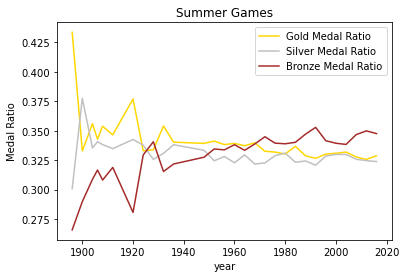 Summer Games
Gold Medal Ratio
Silver Medal Ratio
Bronze Medal Ratio
Medal Ratio
0.425
0.400
0.375
0.350
0.325
0.300
0.275
1900 1920 1940 1960 1980 2000 2020
year